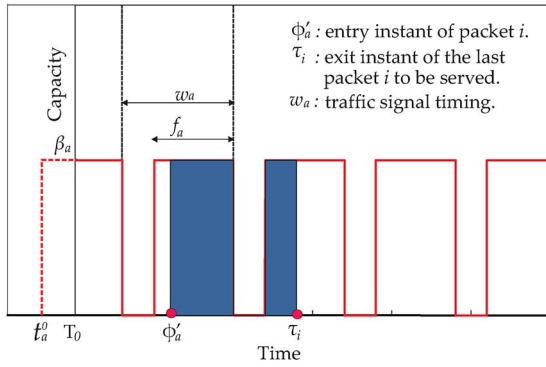 ϕ′ₐ : entry instant of packet i.
τᵢ : exit instant of the last
packet i to be served.
wₐ : traffic signal timing.
Capacity
wₐ
fₐ
βₐ
tₐ⁰ T₀ ϕ′ₐ τᵢ
Time